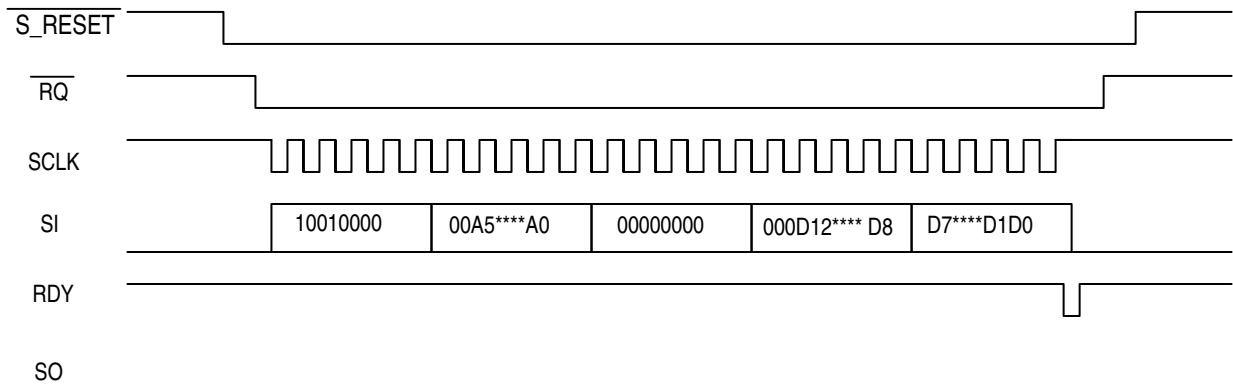 S_RESET
RQ
SCLK
SI 10010000 00A5****A0 00000000 000D12**** D8 D7****D1D0
RDY
SO